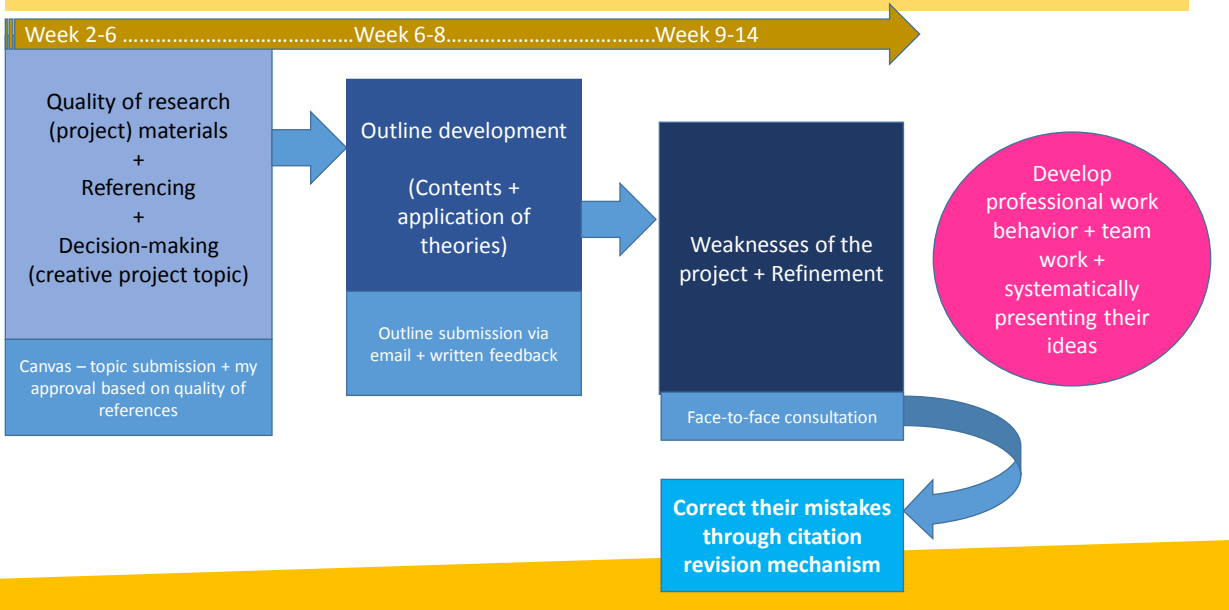 Week 2-6 ……………………………………Week 6-8………………………………..Week 9-14
Quality of research
(project) materials
+
Referencing
+
Decision-making
(creative project topic)
Canvas – topic submission + my
approval based on quality of
references
Outline development
(Contents +
application of
theories)
Outline submission via
email + written feedback
Weaknesses of the
project + Refinement
Face-to-face consultation
Correct their mistakes
through citation
revision mechanism
Develop
professional work
behavior + team
work +
systematically
presenting their
ideas